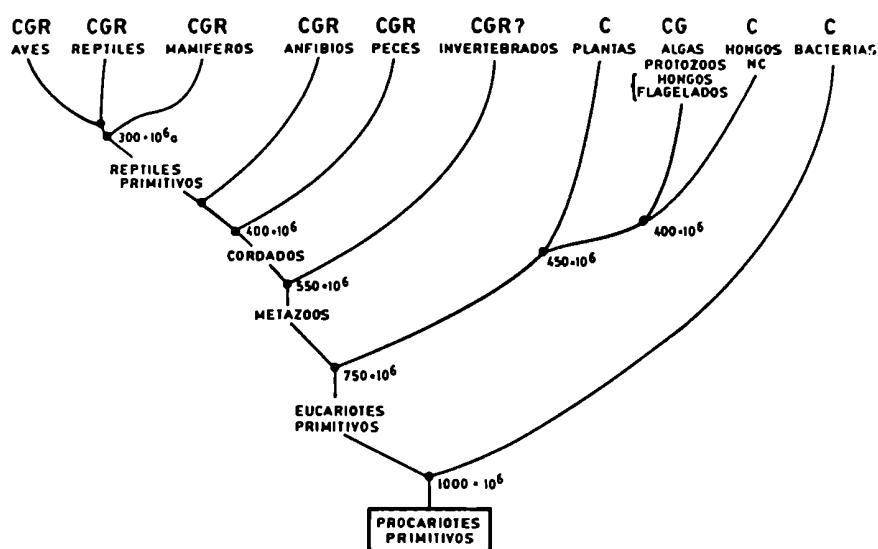 CGR CGR CGR CGR CGR CGR? C CG C C
AVES REPTILES MAMIFEROS ANFIBIOS PECES INVERTEBRADOS PLANTAS ALGAS HONGOS BACTERIAS
PROTOZOOS NC
HONGOS
FLAGELADOS
300×10⁶a
REPTILES
PRIMITIVOS
400×10⁶
400×10⁶
CORDADOS
450×10⁶
550×10⁶
METAZOOS
750×10⁶
EUCARIOTES
PRIMITIVOS
1000×10⁶
PROCARIOTES
PRIMITIVOS